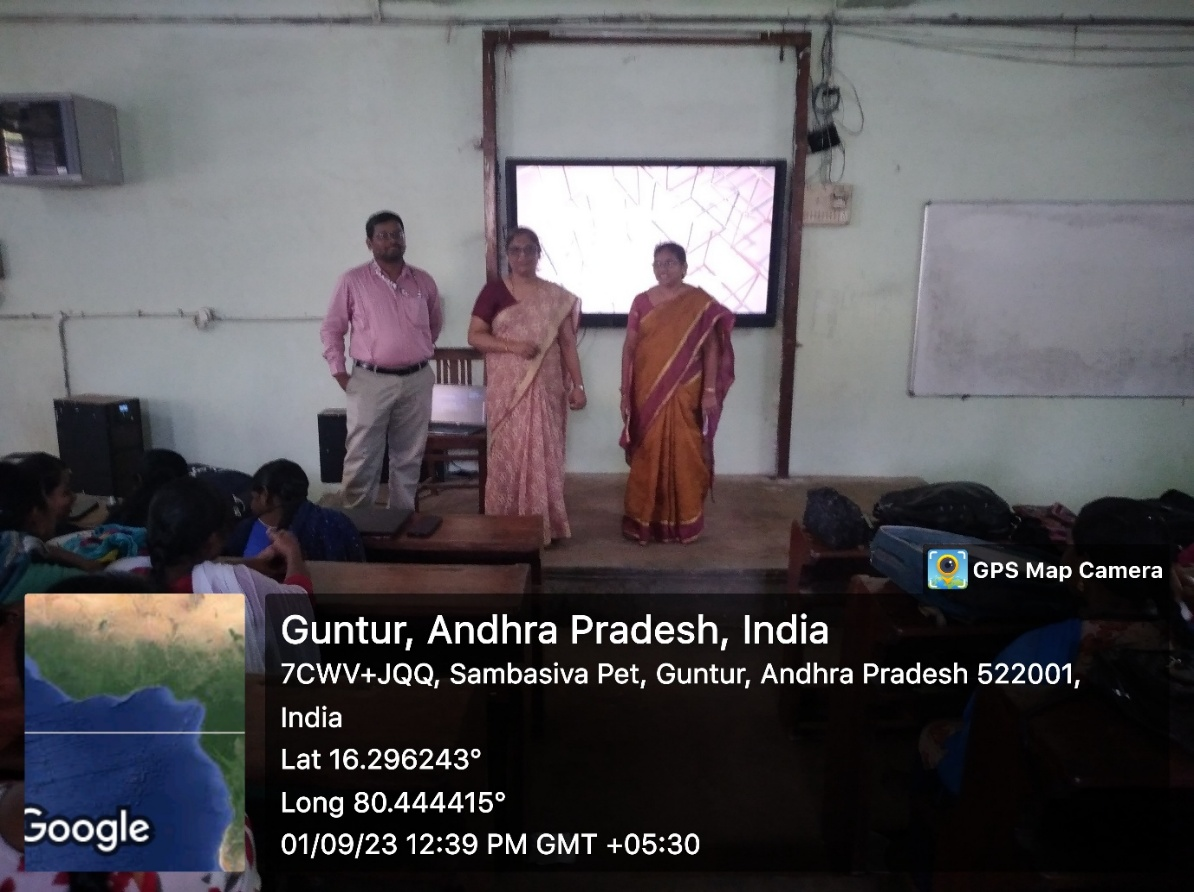 GPS Map Camera
Guntur, Andhra Pradesh, India
7CWV+JQQ, Sambasiva Pet, Guntur, Andhra Pradesh 522001,
India
Lat 16.296243°
Long 80.444415°
01/09/23 12:39 PM GMT +05:30
Google